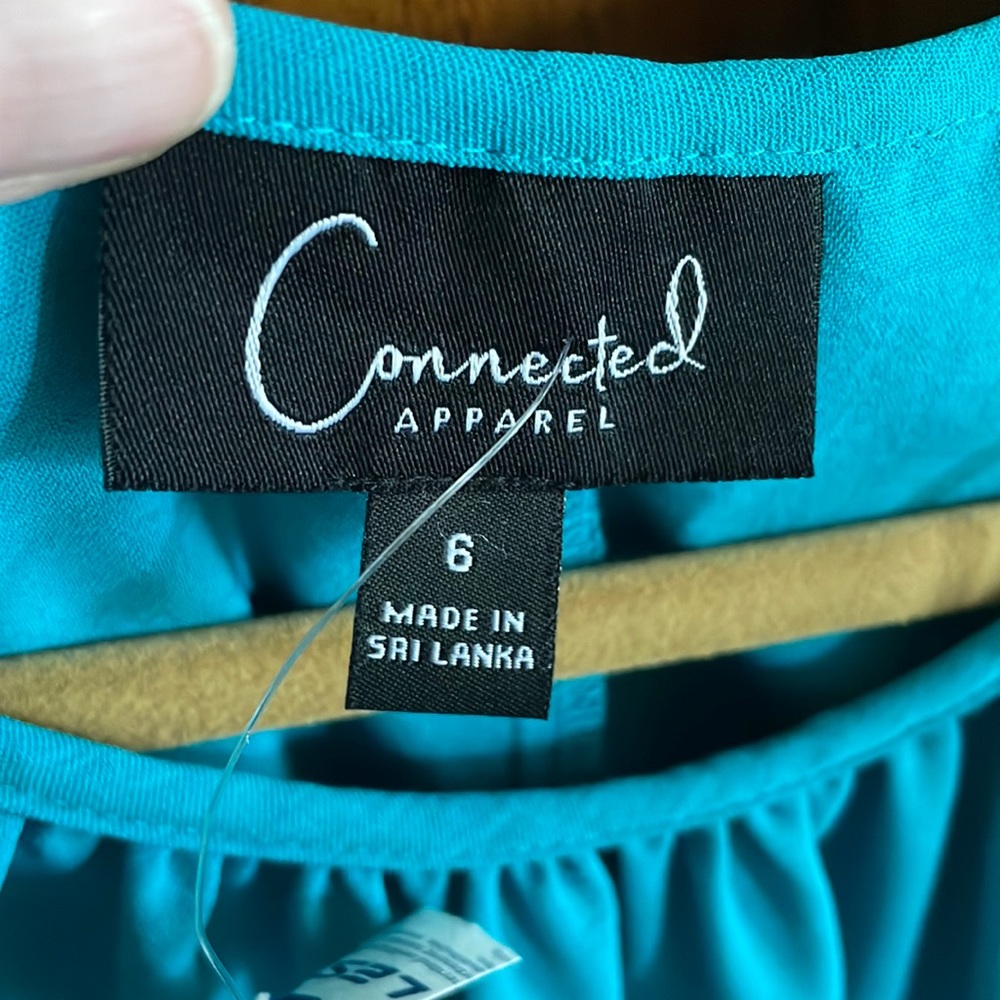 Connected
APPAREL
6
MADE IN
SRI LANKA